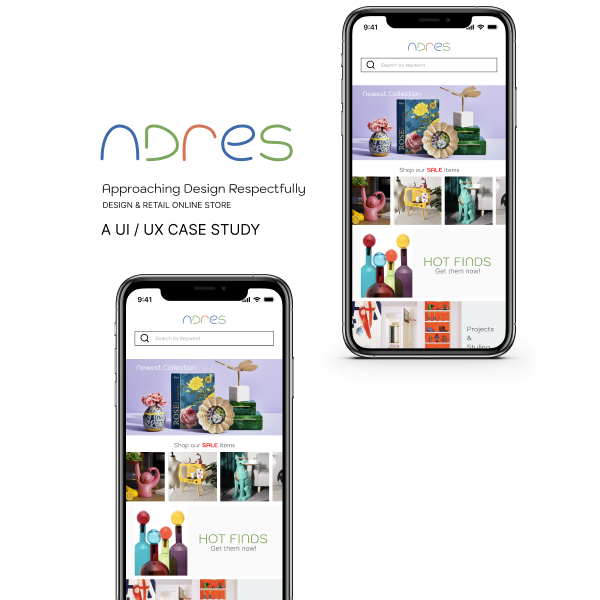 ADRES
Approaching Design Respectfully
DESIGN & RETAIL ONLINE STORE
A UI / UX CASE STUDY
9:41
ADRES
Search by keyword
Newest Collection
ROSE
Shop our SALE items
HOT FINDS
Get them now!
Projects
&
Styling
9:41
ADRES
Search by keyword
Newest Collection
ROSE
Shop our SALE items
HOT FINDS
Get them now!